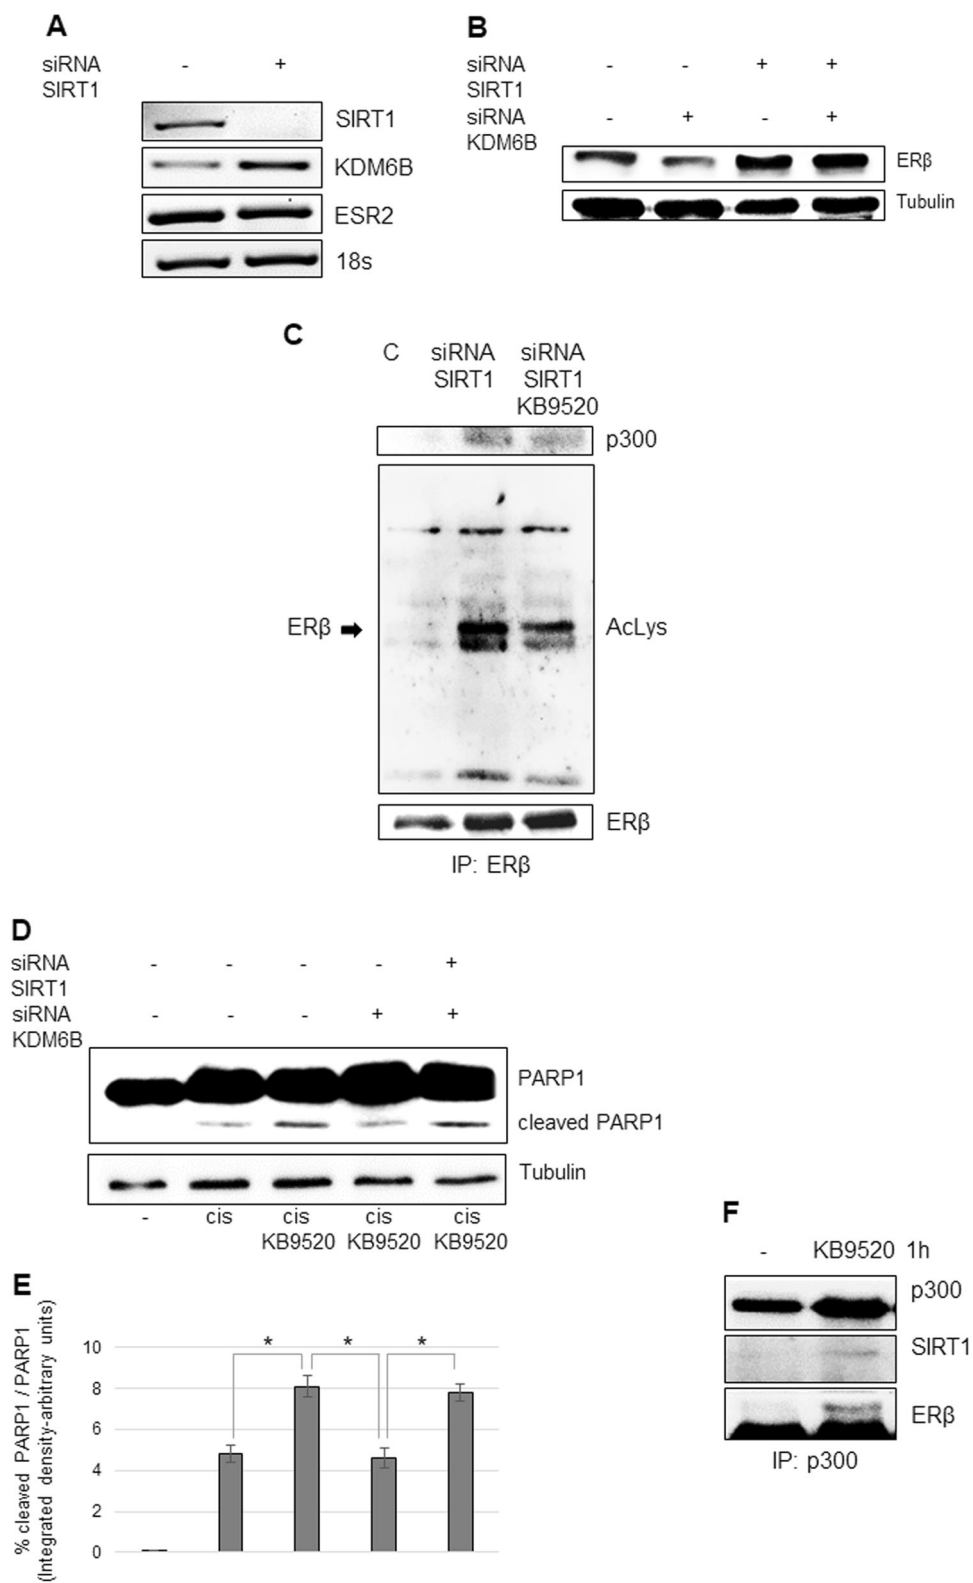 A
siRNA SIRT1 - +
SIRT1
KDM6B
ESR2
18s
B
siRNA SIRT1 - - + +
siRNA KDM6B - + - +
ERβ
Tubulin
C
C siRNA siRNA
SIRT1 SIRT1
KB9520
p300
ERβ
AcLys
ERβ
IP: ERβ
D
siRNA SIRT1 - - - - +
siRNA KDM6B - - - + +
PARP1
cleaved PARP1
Tubulin
- cis cis cis cis
KB9520 KB9520 KB9520
E
% cleaved PARP1 / PARP1
(Integrated density-arbitrary units)
10
8
6
4
2
0
* * *
F
- KB9520 1h
p300
SIRT1
ERβ
IP: p300